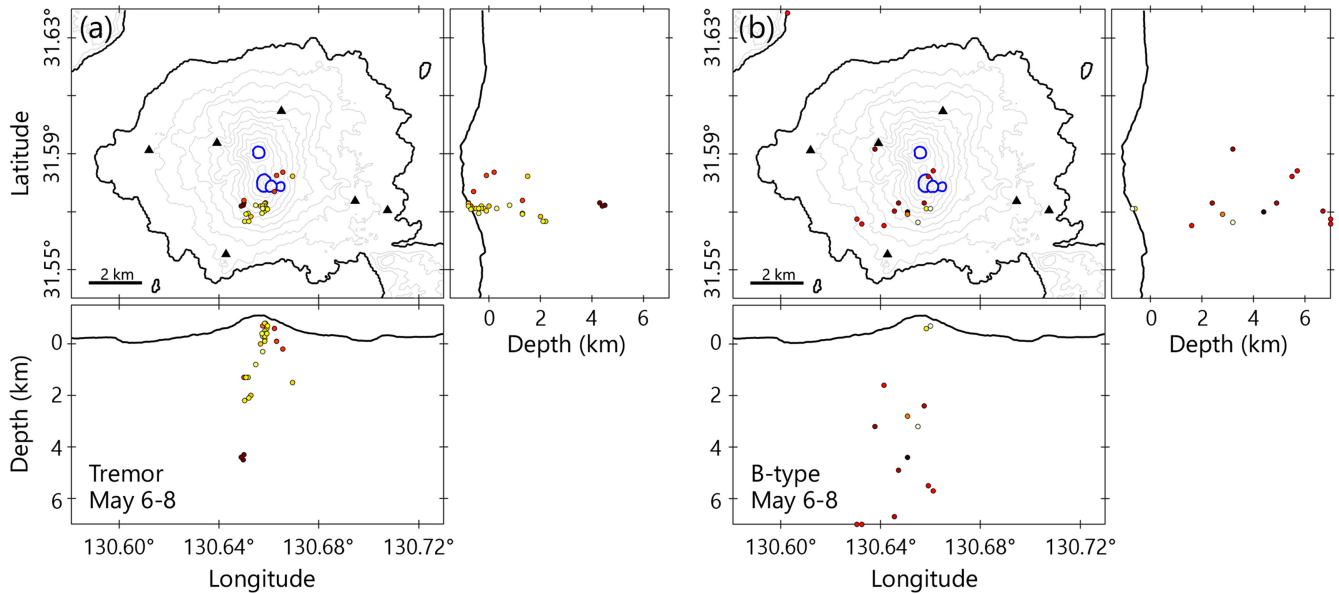 (a)
31.63°
31.59°
31.55°
Latitude
2 km
0 2 4 6
Depth (km)
0
2
4
6
Depth (km)
Tremor
May 6-8
130.60° 130.64° 130.68° 130.72°
Longitude
(b)
31.63°
31.59°
31.55°
2 km
0 2 4 6
Depth (km)
0
2
4
6
B-type
May 6-8
130.60° 130.64° 130.68° 130.72°
Longitude